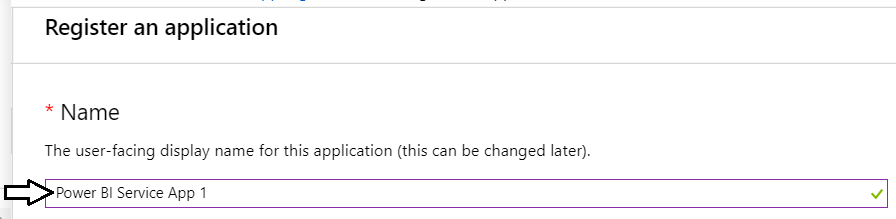 Register an application
* Name
The user-facing display name for this application (this can be changed later).
Power BI Service App 1